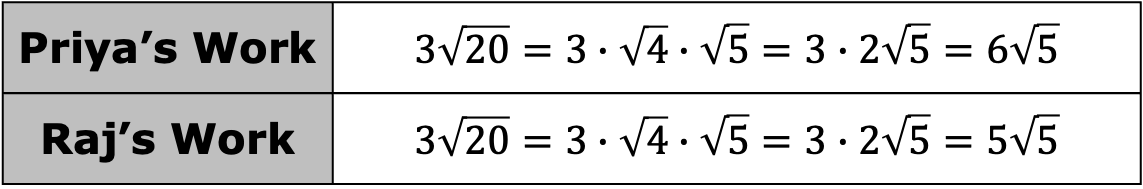 Priya’s Work 3√20 = 3 · √4 · √5 = 3 · 2√5 = 6√5
Raj’s Work 3√20 = 3 · √4 · √5 = 3 · 2√5 = 5√5